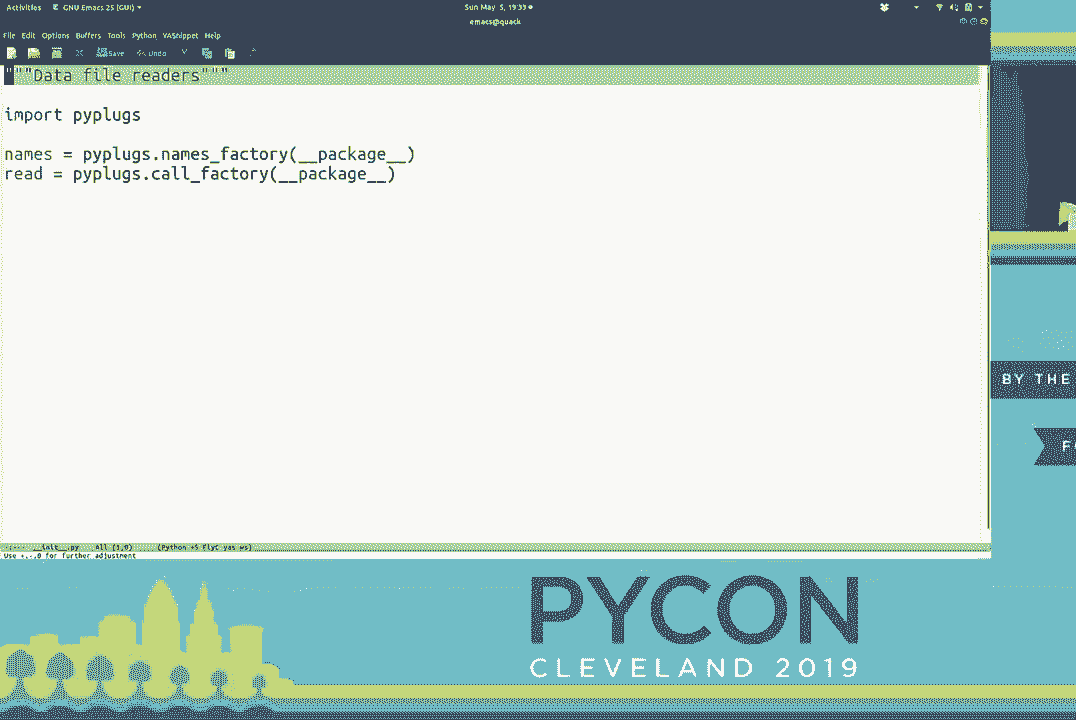 Activities GNU Emacs 25 (GUI) Sun May 5, 19:33
emacs@quack
File Edit Options Buffers Tools Python YASnippet Help
Save Undo
"""Data file readers"""
import pyplugs
names = pyplugs.names_factory(__package__)
read = pyplugs.call_factory(__package__)
__init__.py All (1,0) (Python +S FlyC yas ws)
Use +,-,0 for further adjustment
BY THE
F
PYCON
CLEVELAND 2019